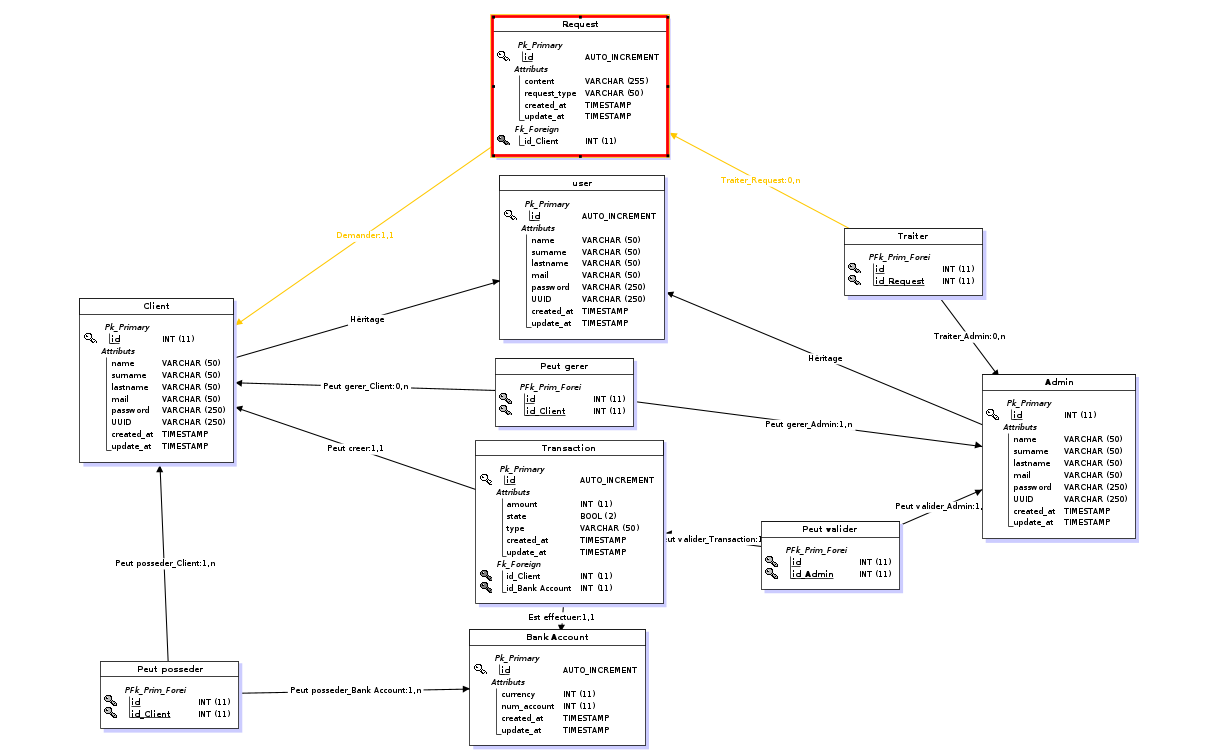 Request
Pk_Primary
id AUTO_INCREMENT
Attributs
content VARCHAR (255)
request_type VARCHAR (50)
created_at TIMESTAMP
update_at TIMESTAMP
Fk_Foreign
id_Client INT (11)
Traiter_Request:0,n
Demander:1,1
user
Pk_Primary
id AUTO_INCREMENT
Attributs
name VARCHAR (50)
surname VARCHAR (50)
lastname VARCHAR (50)
mail VARCHAR (50)
password VARCHAR (250)
UUID VARCHAR (250)
created_at TIMESTAMP
update_at TIMESTAMP
Traiter
PFk_Prim_Forei
id INT (11)
id_Request INT (11)
Traiter_Admin:0,n
Client
Pk_Primary
id INT (11)
Attributs
name VARCHAR (50)
surname VARCHAR (50)
lastname VARCHAR (50)
mail VARCHAR (50)
password VARCHAR (250)
UUID VARCHAR (250)
created_at TIMESTAMP
update_at TIMESTAMP
Héritage
Héritage
Peut gerer
PFk_Prim_Forei
id INT (11)
id_Client INT (11)
Peut gerer_Client:0,n
Peut gerer_Admin:1,n
Admin
Pk_Primary
id INT (11)
Attributs
name VARCHAR (50)
surname VARCHAR (50)
lastname VARCHAR (50)
mail VARCHAR (50)
password VARCHAR (250)
UUID VARCHAR (250)
created_at TIMESTAMP
update_at TIMESTAMP
Peut creer:1,1
Transaction
Pk_Primary
id AUTO_INCREMENT
Attributs
amount INT (11)
state BOOL (2)
type VARCHAR (50)
created_at TIMESTAMP
update_at TIMESTAMP
Fk_Foreign
id_Client INT (11)
id_Bank Account INT (11)
Peut valider_Admin:1,
Peut valider
PFk_Prim_Forei
id INT (11)
id_Admin INT (11)
ut valider_Transaction:1
Peut posseder_Client:1,n
Est effectuer:1,1
Bank Account
Pk_Primary
id AUTO_INCREMENT
Attributs
currency INT (11)
num_account INT (11)
created_at TIMESTAMP
update_at TIMESTAMP
Peut posseder
PFk_Prim_Forei
id INT (11)
id_Client INT (11)
Peut posseder_Bank Account:1,n